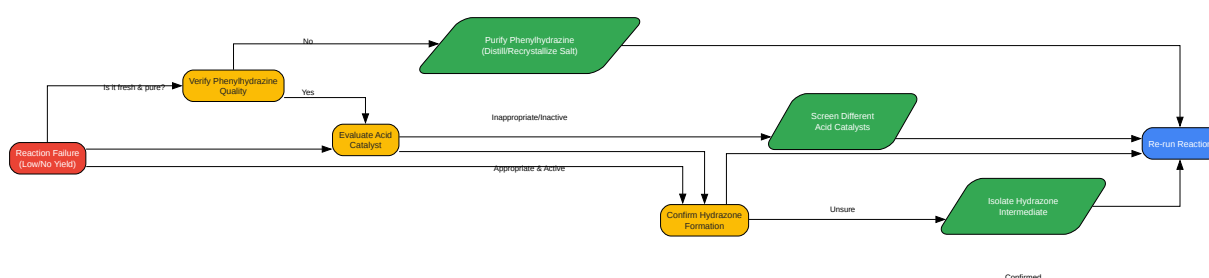 No
Purify Phenylhydrazine
(Distill/Recrystallize Salt)
Is it fresh & pure?
Verify Phenylhydrazine
Quality
Yes
Inappropriate/Inactive
Screen Different
Acid Catalysts
Evaluate Acid
Catalyst
Reaction Failure
(Low/No Yield)
Re-run Reaction
Appropriate & Active
Confirm Hydrazone
Formation
Unsure
Isolate Hydrazone
Intermediate
Confirmed